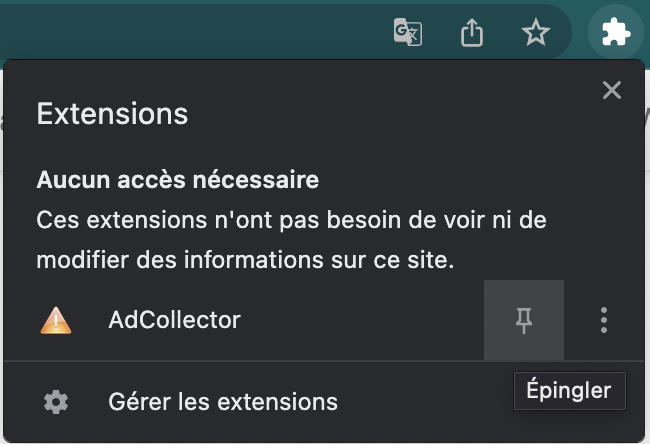 Extensions
Aucun accès nécessaire
Ces extensions n'ont pas besoin de voir ni de
modifier des informations sur ce site.
AdCollector
Gérer les extensions
Épingler